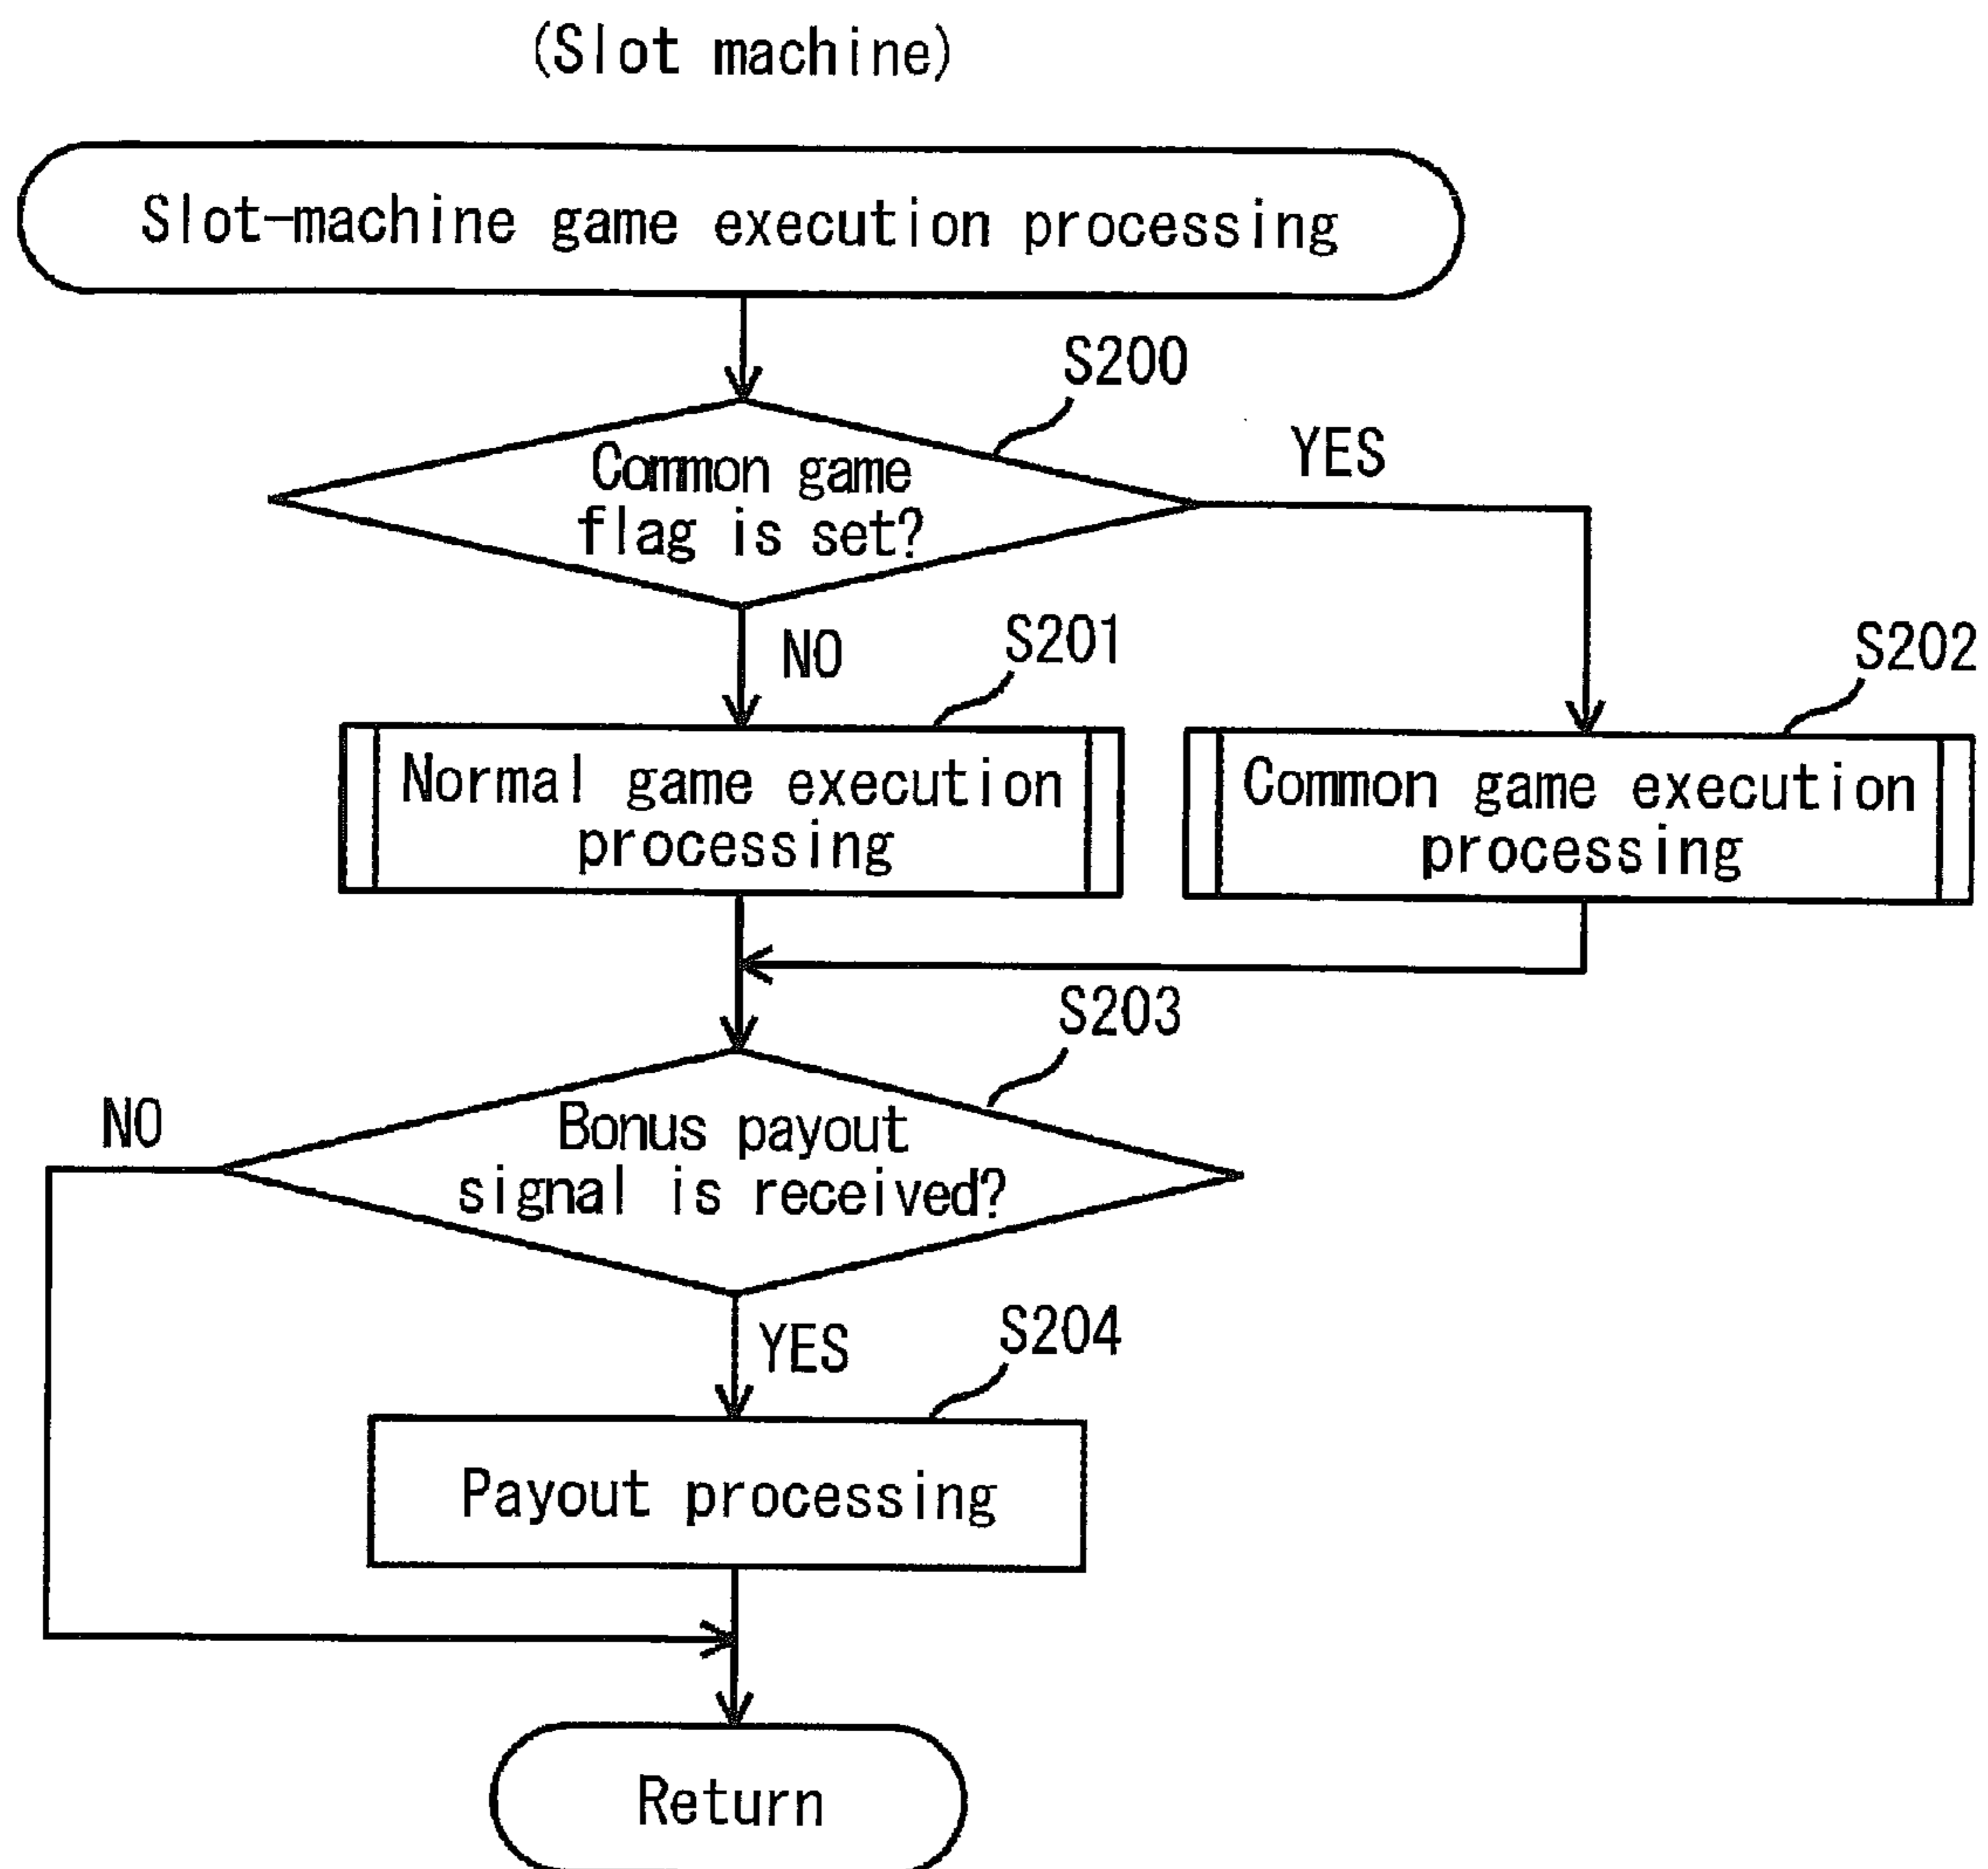 (Slot machine)
Slot-machine game execution processing
S200
Common game
flag is set?
YES
NO
S201
S202
Normal game execution
processing
Common game execution
processing
S203
NO
Bonus payout
signal is received?
YES
S204
Payout processing
Return